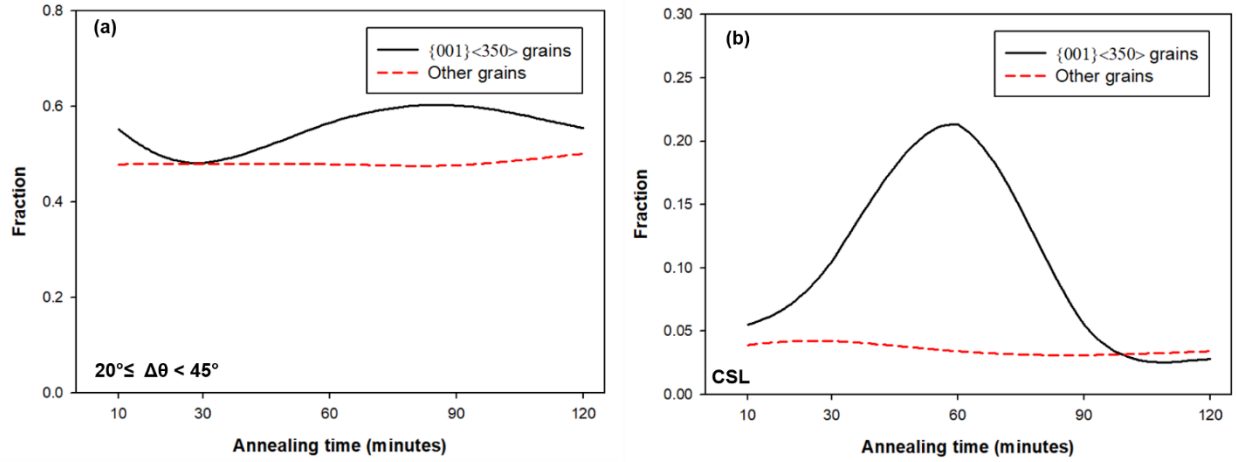 (a)
{001}<350> grains
Other grains
Fraction
0.8
0.6
0.4
0.2
0.0
20°≤ Δθ < 45°
10 30 60 90 120
Annealing time (minutes)
(b)
{001}<350> grains
Other grains
Fraction
0.30
0.25
0.20
0.15
0.10
0.05
0.00
CSL
10 30 60 90 120
Annealing time (minutes)